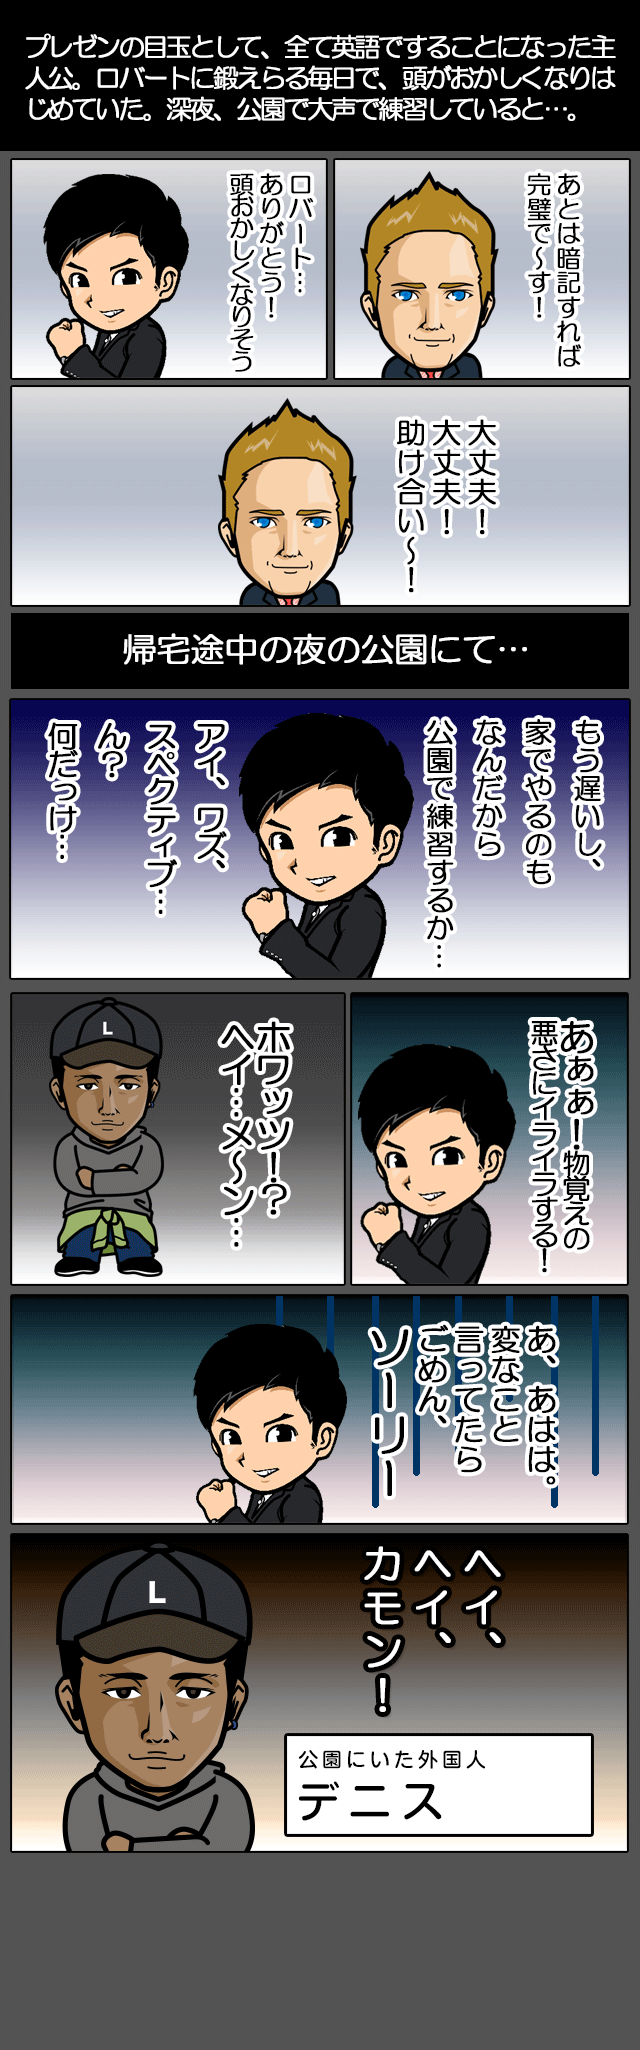 プレゼンの目玉として、全て英語ですることになった主
人公。ロバートに鍛えらる毎日で、頭がおかしくなりは
じめていた。深夜、公園で大声で練習していると…。
あとは暗記すれば
完璧で〜す！
ロバート…
ありがとう！
頭おかしくなりそう
大丈夫！
大丈夫！
助け合い〜！
帰宅途中の夜の公園にて…
もう遅いし、
家でやるのも
なんだから
公園で練習するか…
アイ、ワズ、
スペクティブ…
ん？
何だっけ…
あぁぁ！物覚えの
悪さにイライラする！
ホワッツ！？
ヘイ…メ〜ン…
L
あ、あはは。
変なこと
言ってたら
ごめん、
ソーリー
ヘイ、
ヘイ、
カモン！
L
公園にいた外国人
デニス